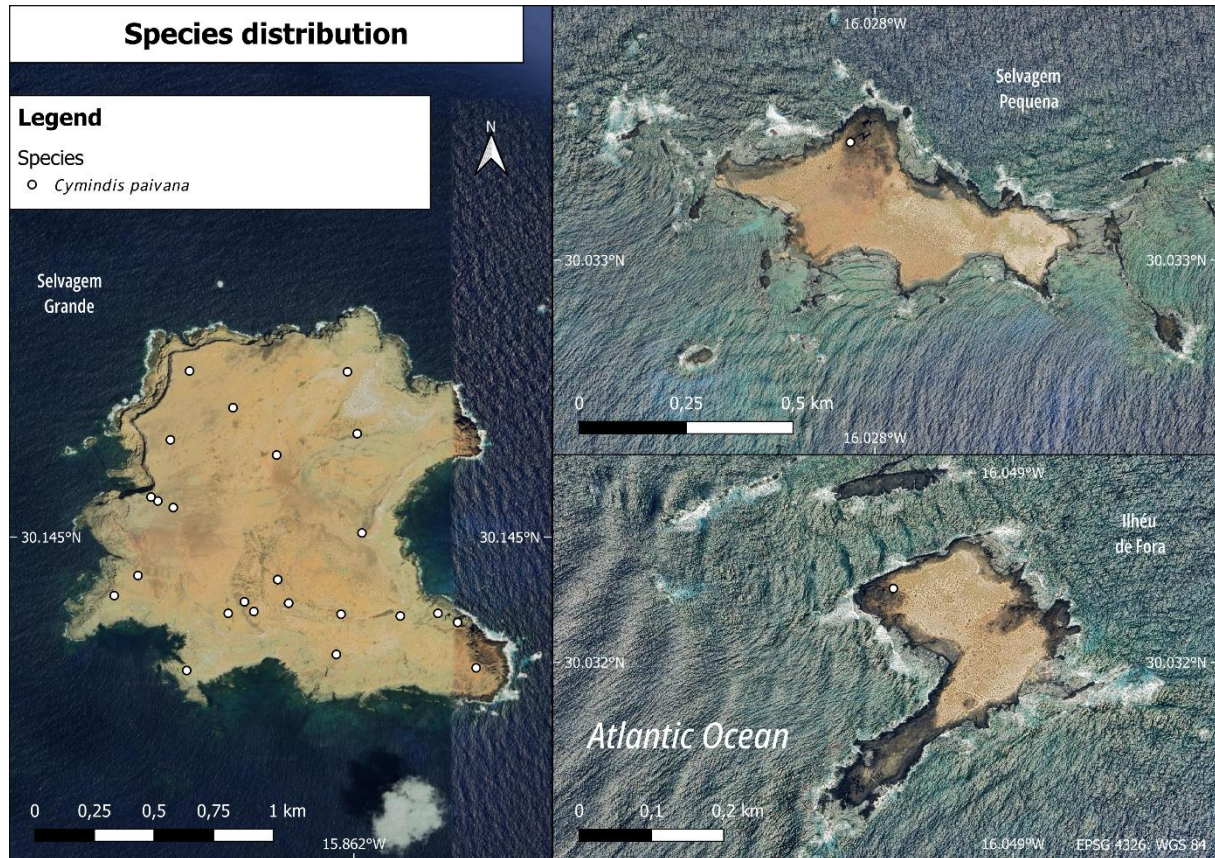 Species distribution
Legend
Species
Cymindis paivana
N
Selvagem
Grande
30.145°N
30.145°N
0 0,25 0,5 0,75 1 km
15.862°W
16.028°W
Selvagem
Pequena
30.033°N
30.033°N
0 0,25 0,5 km
16.028°W
16.049°W
Ilhéu
de Fora
30.032°N
30.032°N
Atlantic Ocean
0 0,1 0,2 km
16.049°W
EPSG 4326: WGS 84